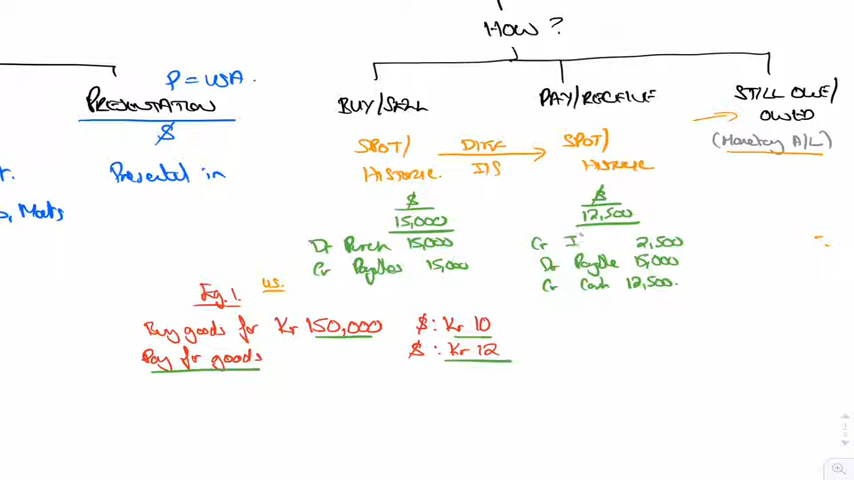 How?
P = USA.
PRESENTATION
$
Presented in
BUY/SELL
PAY/RECEIVE
STILL OWE/
OWED
(Monetary A/L)
SPOT/
HISTORIC.
DIFF
I/S
SPOT/
HISTORIC
$
15,000
Dr Purch 15,000
Cr Payables 15,000
$
12,500
Cr I 2,500
Dr Payable 15,000
Cr Cash 12,500.
Eg.1.
US.
Buy goods for Kr 150,000 $: Kr 10
Pay for goods $: Kr 12